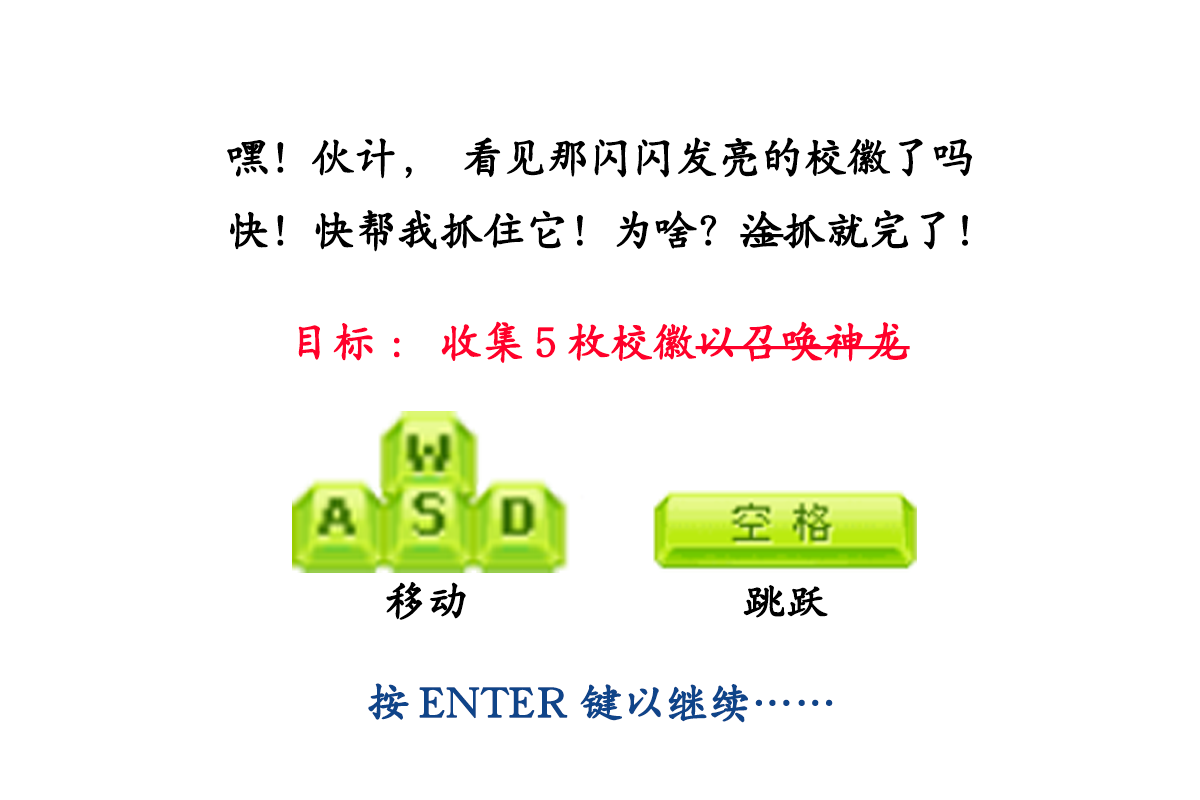 嘿！伙计， 看见那闪闪发亮的校徽了吗
快！快帮我抓住它！为啥？淦抓就完了！
目标： 收集 5 枚校徽以召唤神龙
W
A S D
空格
移动
跳跃
按 ENTER 键以继续……